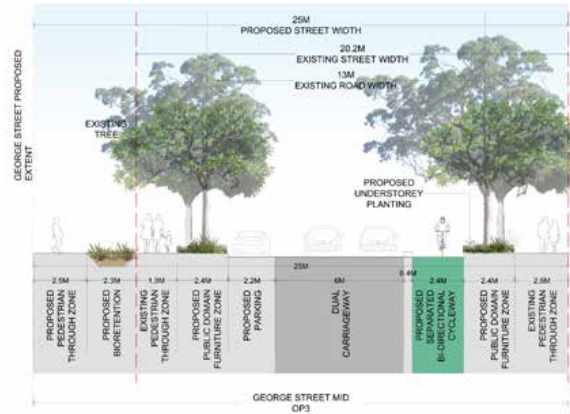 25M
PROPOSED STREET WIDTH
20.2M
EXISTING STREET WIDTH
13M
EXISTING ROAD WIDTH
GEORGE STREET PROPOSED
EXTENT
EXISTING
TREE
PROPOSED
UNDERSTOREY
PLANTING
25M
2.5M
2.3M
1.3M
2.4M
2.2M
6M
0.4M
2.4M
2.4M
2.5M
PROPOSED
PEDESTRIAN
THROUGH ZONE
PROPOSED
BIORETENTION
EXISTING
PEDESTRIAN
THROUGH ZONE
PROPOSED
PUBLIC DOMAIN
FURNITURE ZONE
PROPOSED
PARKING
DUAL
CARRIAGEWAY
PROPOSED
SEPARATED
BI-DIRECTIONAL
CYCLEWAY
PROPOSED
PUBLIC DOMAIN
FURNITURE ZONE
EXISTING
PEDESTRIAN
THROUGH ZONE
GEORGE STREET MID
OP3